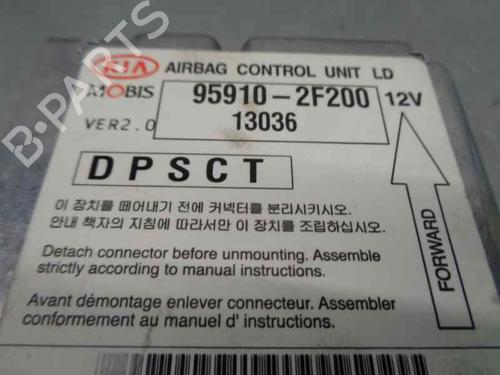 KIA AIRBAG CONTROL UNIT LD
MOBIS 95910-2F200 12V
VER2.0 13036
DPSCT
이 장치를 떼어내기 전에 커넥터를 분리시키시오.
안내 책자의 지침에 따라서만 이 장치를 조립하십시오.
Detach connector before unmounting. Assemble
strictly according to manual instructions.
Avant démontage enlever connecteur. Assembler
conformement au manuel d' instructions.
FORWARD
B-PARTS